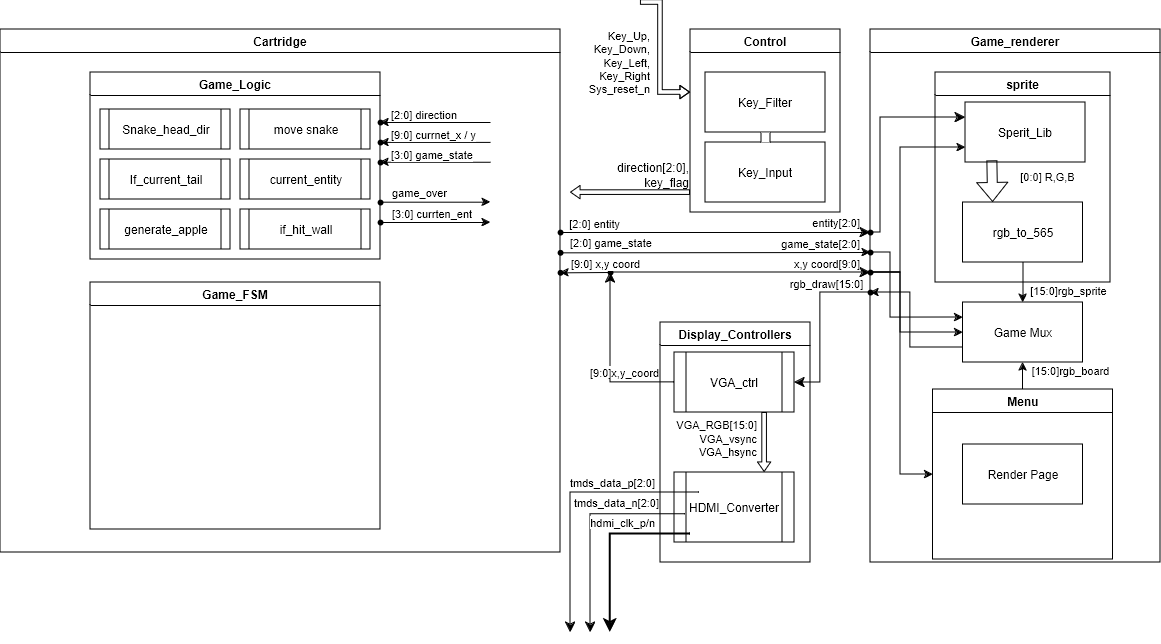 Cartridge
Game_Logic
Snake_head_dir
move snake
If_current_tail
current_entity
generate_apple
if_hit_wall
[2:0] direction
[9:0] currnet_x / y
[3:0] game_state
game_over
[3:0] currten_ent
Game_FSM
Key_Up,
Key_Down,
Key_Left,
Key_Right
Sys_reset_n
Control
Key_Filter
Key_Input
direction[2:0],
key_flag
[2:0] entity
entity[2:0]
[2:0] game_state
game_state[2:0]
[9:0] x,y coord
x,y coord[9:0]
rgb_draw[15:0]
Display_Controllers
[9:0]x,y_coord
VGA_ctrl
VGA_RGB[15:0]
VGA_vsync
VGA_hsync
tmds_data_p[2:0]
tmds_data_n[2:0]
hdmi_clk_p/n
HDMI_Converter
Game_renderer
sprite
Sperit_Lib
[0:0] R,G,B
rgb_to_565
[15:0]rgb_sprite
Game Mux
[15:0]rgb_board
Menu
Render Page